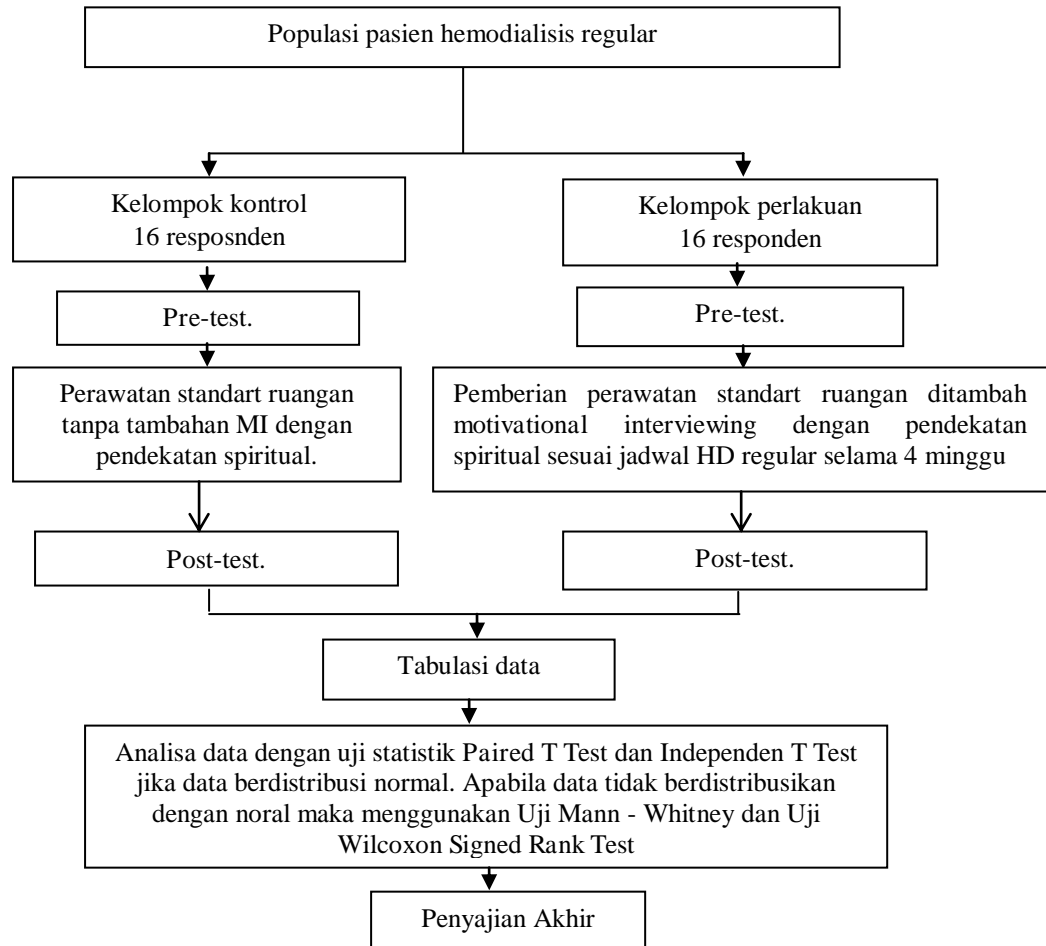 Populasi pasien hemodialisis regular
Kelompok kontrol
16 resposnden
Kelompok perlakuan
16 responden
Pre-test.
Pre-test.
Perawatan standart ruangan
tanpa tambahan MI dengan
pendekatan spiritual.
Pemberian perawatan standart ruangan ditambah
motivational interviewing dengan pendekatan
spiritual sesuai jadwal HD regular selama 4 minggu
Post-test.
Post-test.
Tabulasi data
Analisa data dengan uji statistik Paired T Test dan Independen T Test
jika data berdistribusi normal. Apabila data tidak berdistribusikan
dengan noral maka menggunakan Uji Mann - Whitney dan Uji
Wilcoxon Signed Rank Test
Penyajian Akhir